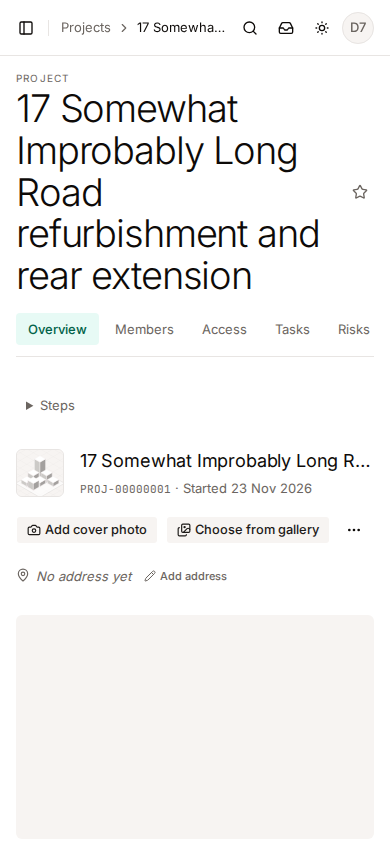 Projects > 17 Somewha... D7
PROJECT
17 Somewhat
Improbably Long
Road
refurbishment and
rear extension
Overview Members Access Tasks Risks
Steps
17 Somewhat Improbably Long R...
PROJ-00000001 · Started 23 Nov 2026
Add cover photo Choose from gallery
No address yet Add address